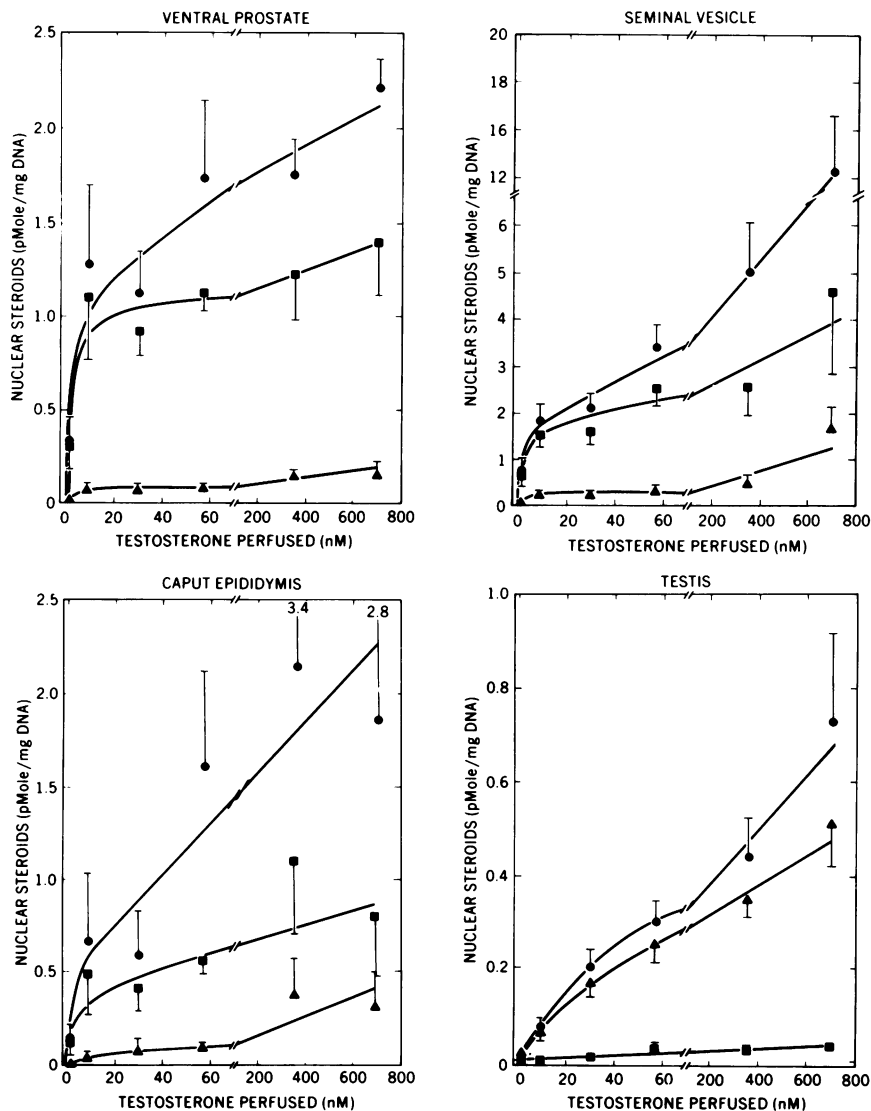 VENTRAL PROSTATE
NUCLEAR STEROIDS (pMole/mg DNA)
2.5
2.0
1.5
1.0
0.5
0
0 20 40 60 200 400 600 800
TESTOSTERONE PERFUSED (nM)
SEMINAL VESICLE
NUCLEAR STEROIDS (pMole/mg DNA)
20
16
12
6
5
4
3
2
1
0
0 20 40 60 200 400 600 800
TESTOSTERONE PERFUSED (nM)
CAPUT EPIDIDYMIS
NUCLEAR STEROIDS (pMole/mg DNA)
3.4 2.8
2.5
2.0
1.5
1.0
0.5
0
0 20 40 60 200 400 600 800
TESTOSTERONE PERFUSED (nM)
TESTIS
NUCLEAR STEROIDS (pMole/mg DNA)
1.0
0.8
0.6
0.4
0.2
0
0 20 40 60 200 400 600 800
TESTOSTERONE PERFUSED (nM)